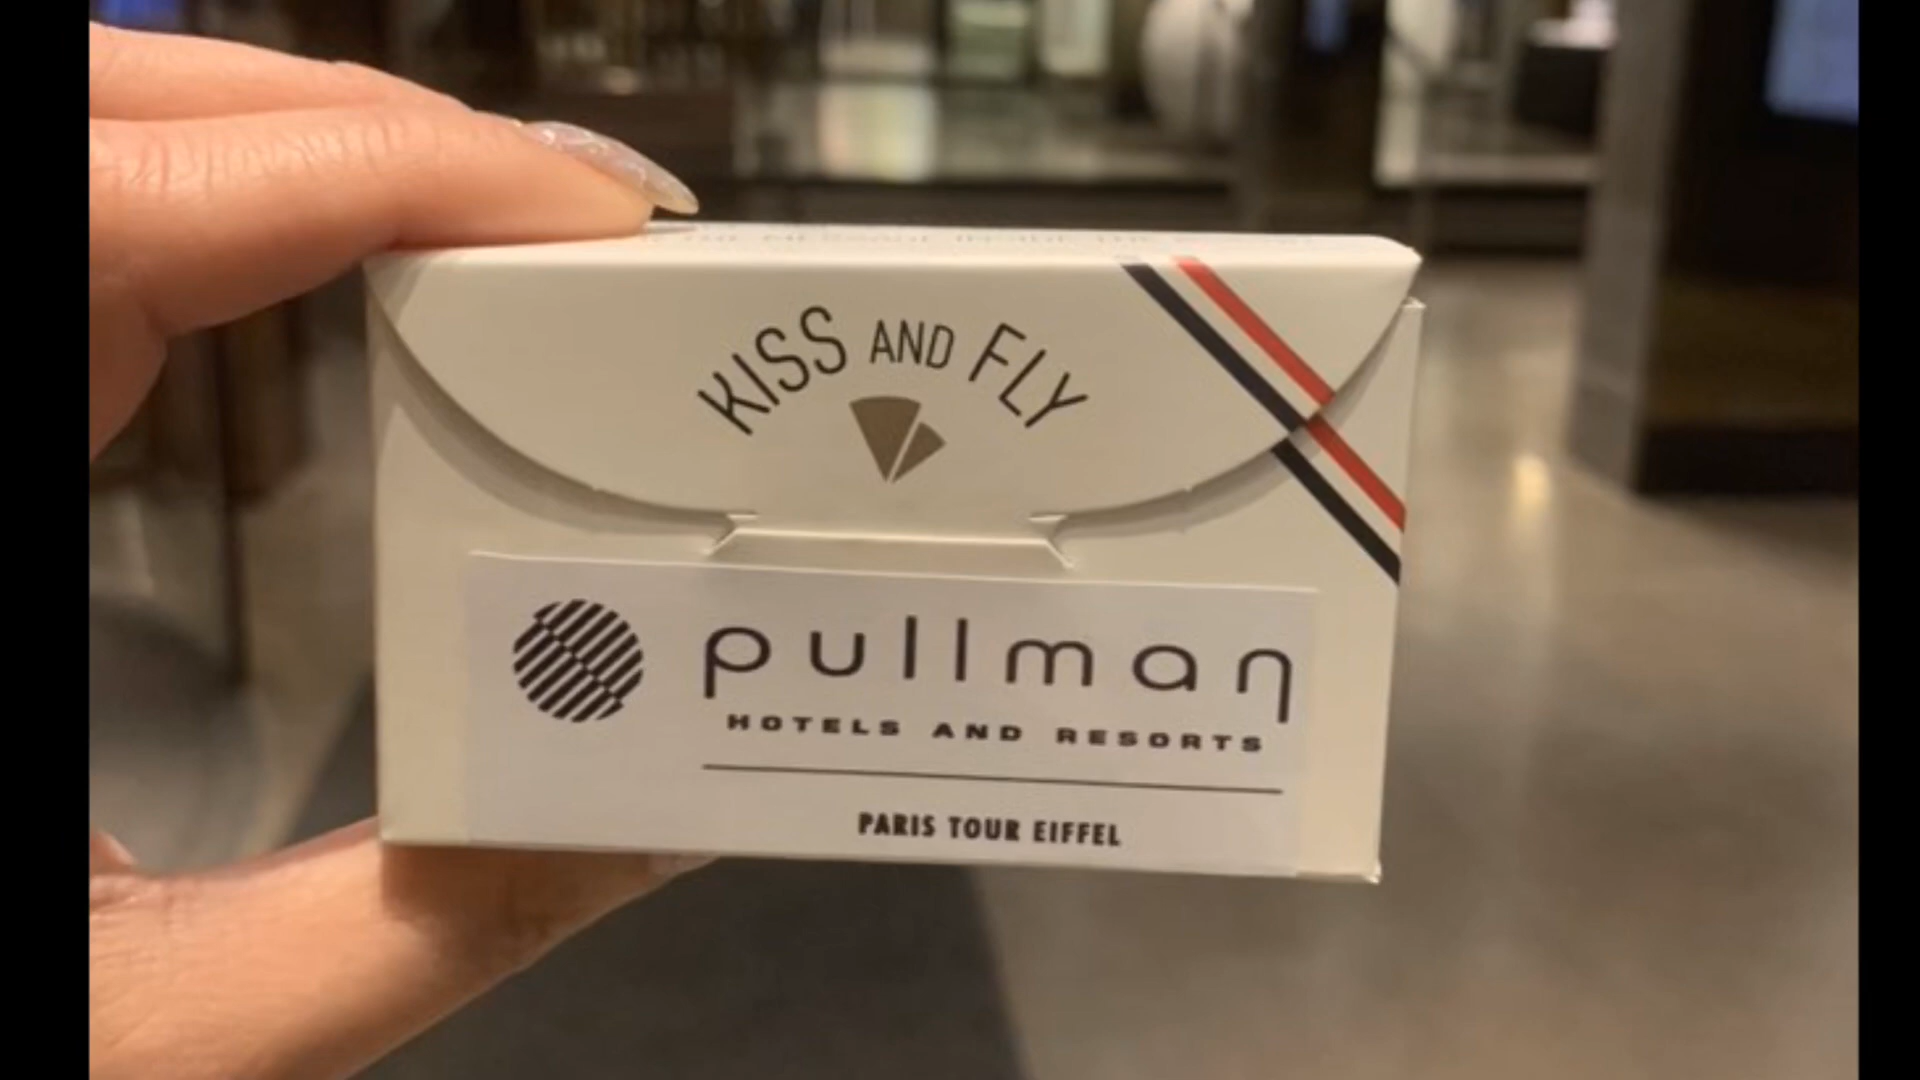 KISS AND FLY
pullman
HOTELS AND RESORTS
PARIS TOUR EIFFEL